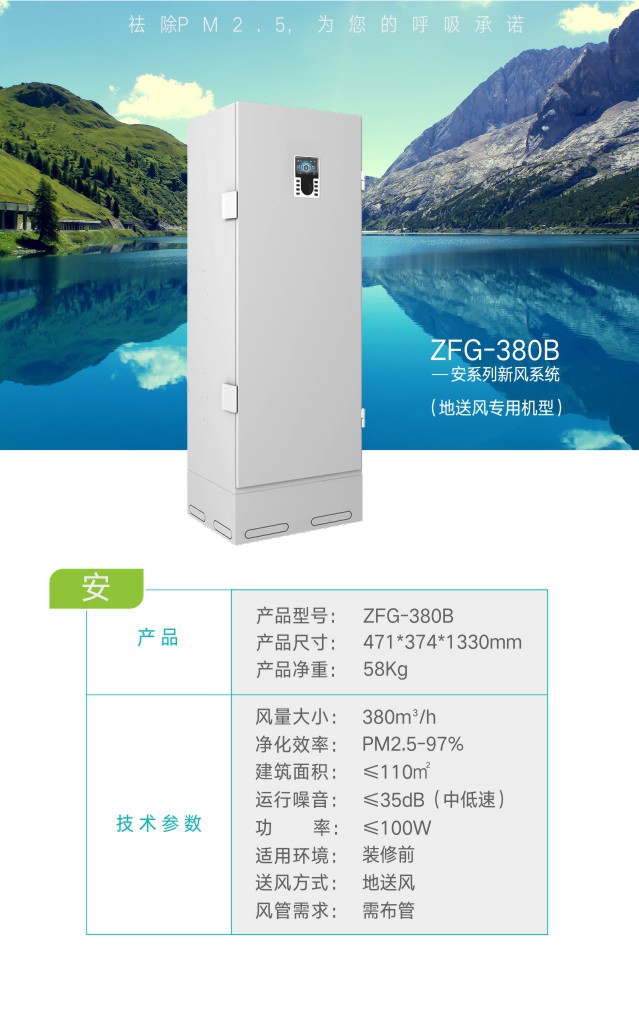 祛除PM2.5,为您的呼吸承诺
ZFG-380B
—安系列新风系统
（地送风专用机型）
安
产品
产品型号： ZFG-380B
产品尺寸： 471*374*1330mm
产品净重： 58Kg
技术参数
风量大小： 380m³/h
净化效率： PM2.5-97%
建筑面积： ≤110㎡
运行噪音： ≤35dB（中低速）
功 率： ≤100W
适用环境： 装修前
送风方式： 地送风
风管需求： 需布管